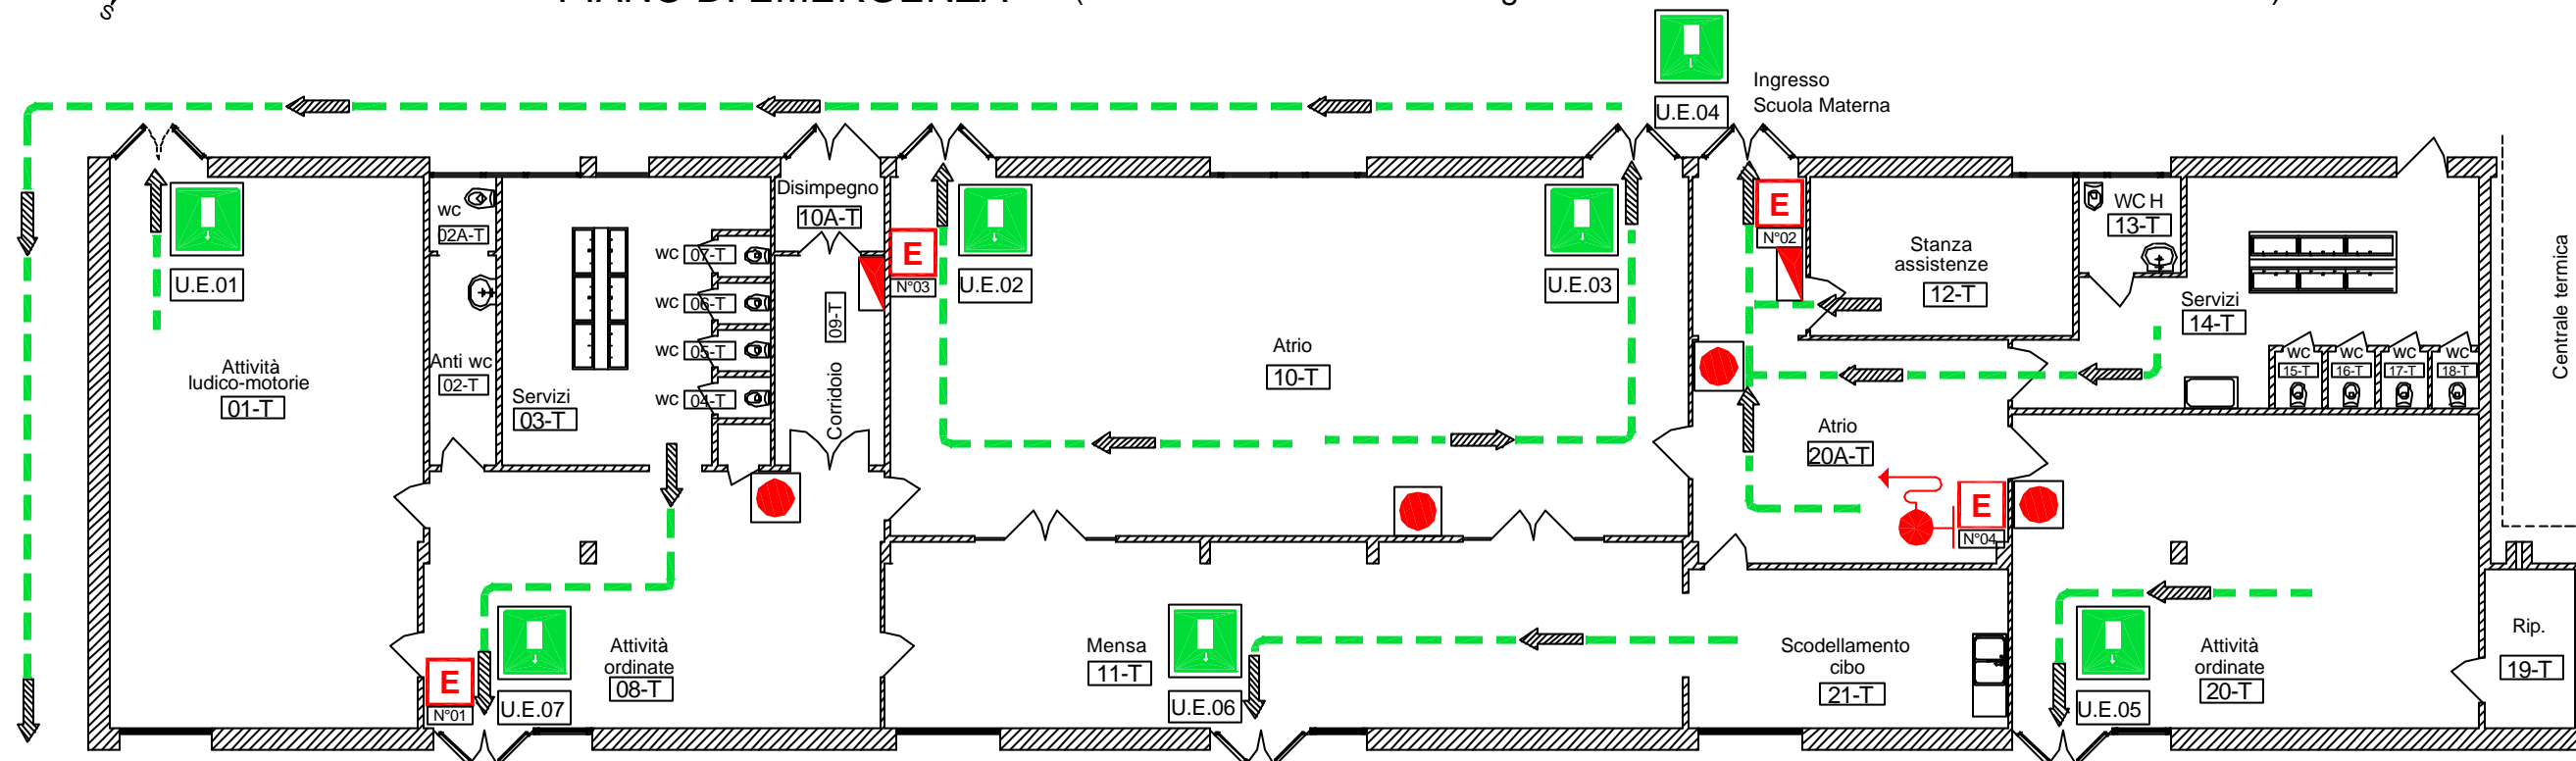 U.E.04
Ingresso
Scuola Materna
U.E.01
wc
02A-T
Anti wc
02-T
Attività
ludico-motorie
01-T
Servizi
03-T
wc 07-T
wc 06-T
wc 05-T
wc 04-T
Disimpegno
10A-T
09-T
Corridoio
E
N°03
U.E.02
U.E.03
Atrio
10-T
E
N°02
Stanza
assistenze
12-T
WC H
13-T
Servizi
14-T
wc
15-T
wc
16-T
wc
17-T
wc
18-T
Centrale termica
Atrio
20A-T
E
N°04
E
N°01
U.E.07
Attività
ordinate
08-T
Mensa
11-T
U.E.06
Scodellamento
cibo
21-T
U.E.05
Attività
ordinate
20-T
Rip.
19-T